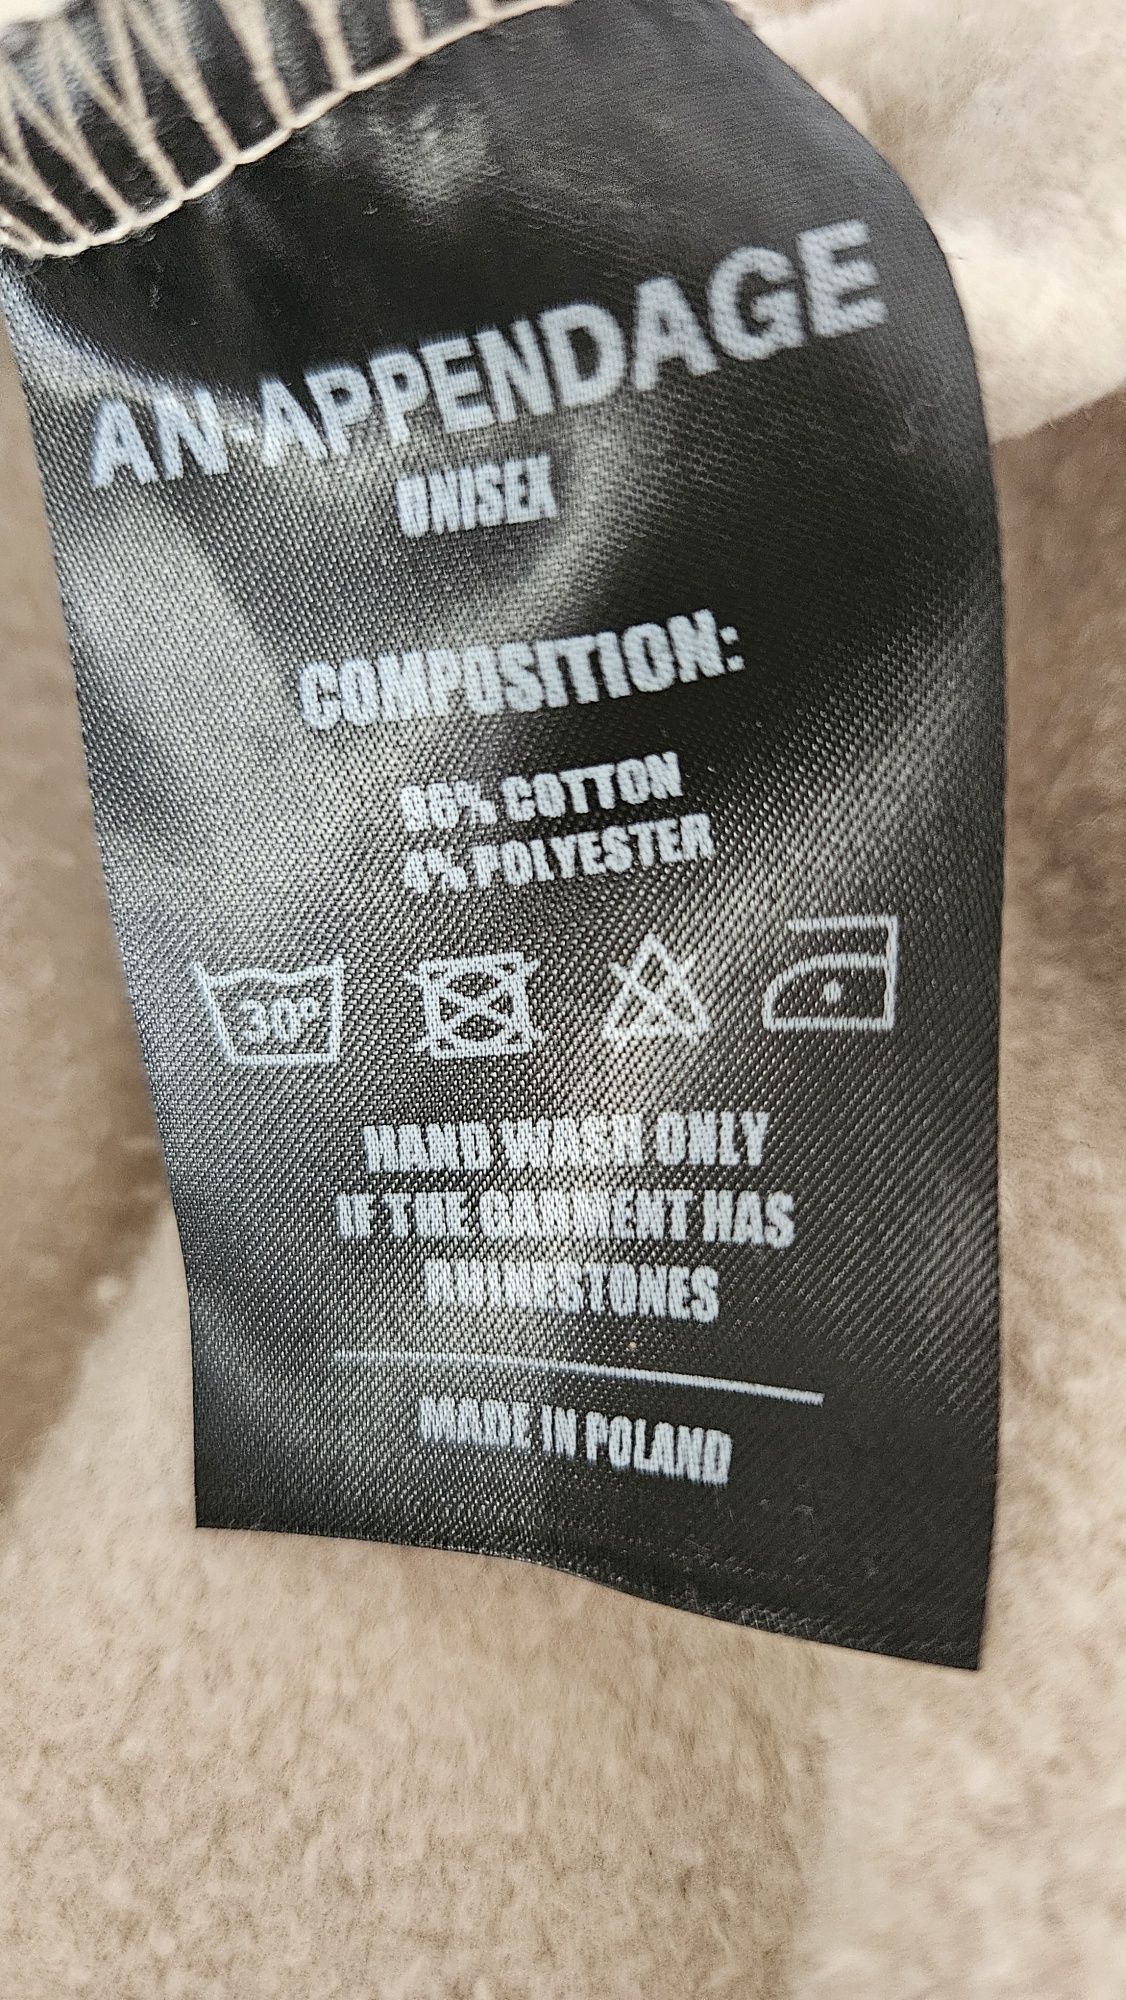 AN-APPENDAGE
UNISEX
COMPOSITION:
96% COTTON
4% POLYESTER
30°
HAND WASH ONLY
IF THE GARMENT HAS
RHINESTONES
MADE IN POLAND